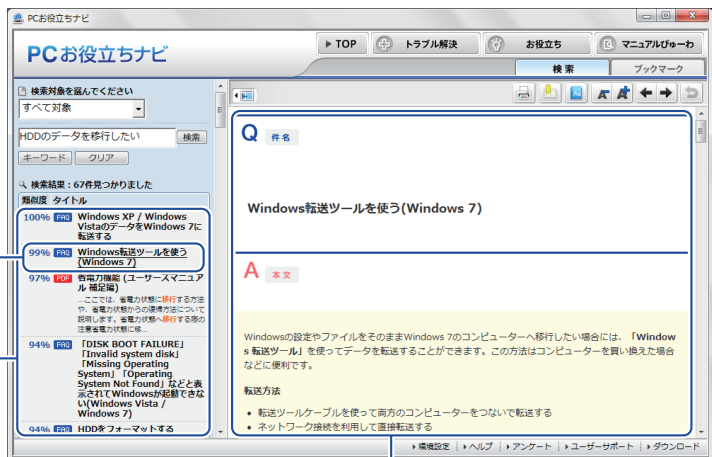 PCお役立ちナビ
PCお役立ちナビ
TOP
トラブル解決
お役立ち
マニュアルびゅーわ
検索
ブックマーク
検索対象を選んでください
すべて対象
HDDのデータを移行したい
検索
キーワード
クリア
検索結果：67件見つかりました
類似度 タイトル
100% FAQ Windows XP / Windows
VistaのデータをWindows 7に
転送する
99% FAQ Windows転送ツールを使う
(Windows 7)
97% PDF 省電力機能 (ユーザーズマニュア
ル 補足編)
...ここでは、省電力状態に移行する方法
や、省電力状態からの復帰方法について
説明します。省電力状態へ移行する際の
注意省電力状態に移...
94% FAQ 「DISK BOOT FAILURE」
「Invalid system disk」
「Missing Operating
System」「Operating
System Not Found」などと表
示されてWindowsが起動できな
い(Windows Vista /
Windows 7)
94% FAQ HDDをフォーマットする
Q 件名
Windows転送ツールを使う(Windows 7)
A 本文
Windowsの設定やファイルをそのままWindows 7のコンピューターへ移行したい場合には、「Window
s 転送ツール」を使ってデータを転送することができます。この方法はコンピューターを買い換えた場合
などに便利です。
転送方法
• 転送ツールケーブルを使って両方のコンピューターをつないで転送する
• ネットワーク接続を利用して直接転送する
環境設定
ヘルプ
アンケート
ユーザーサポート
ダウンロード